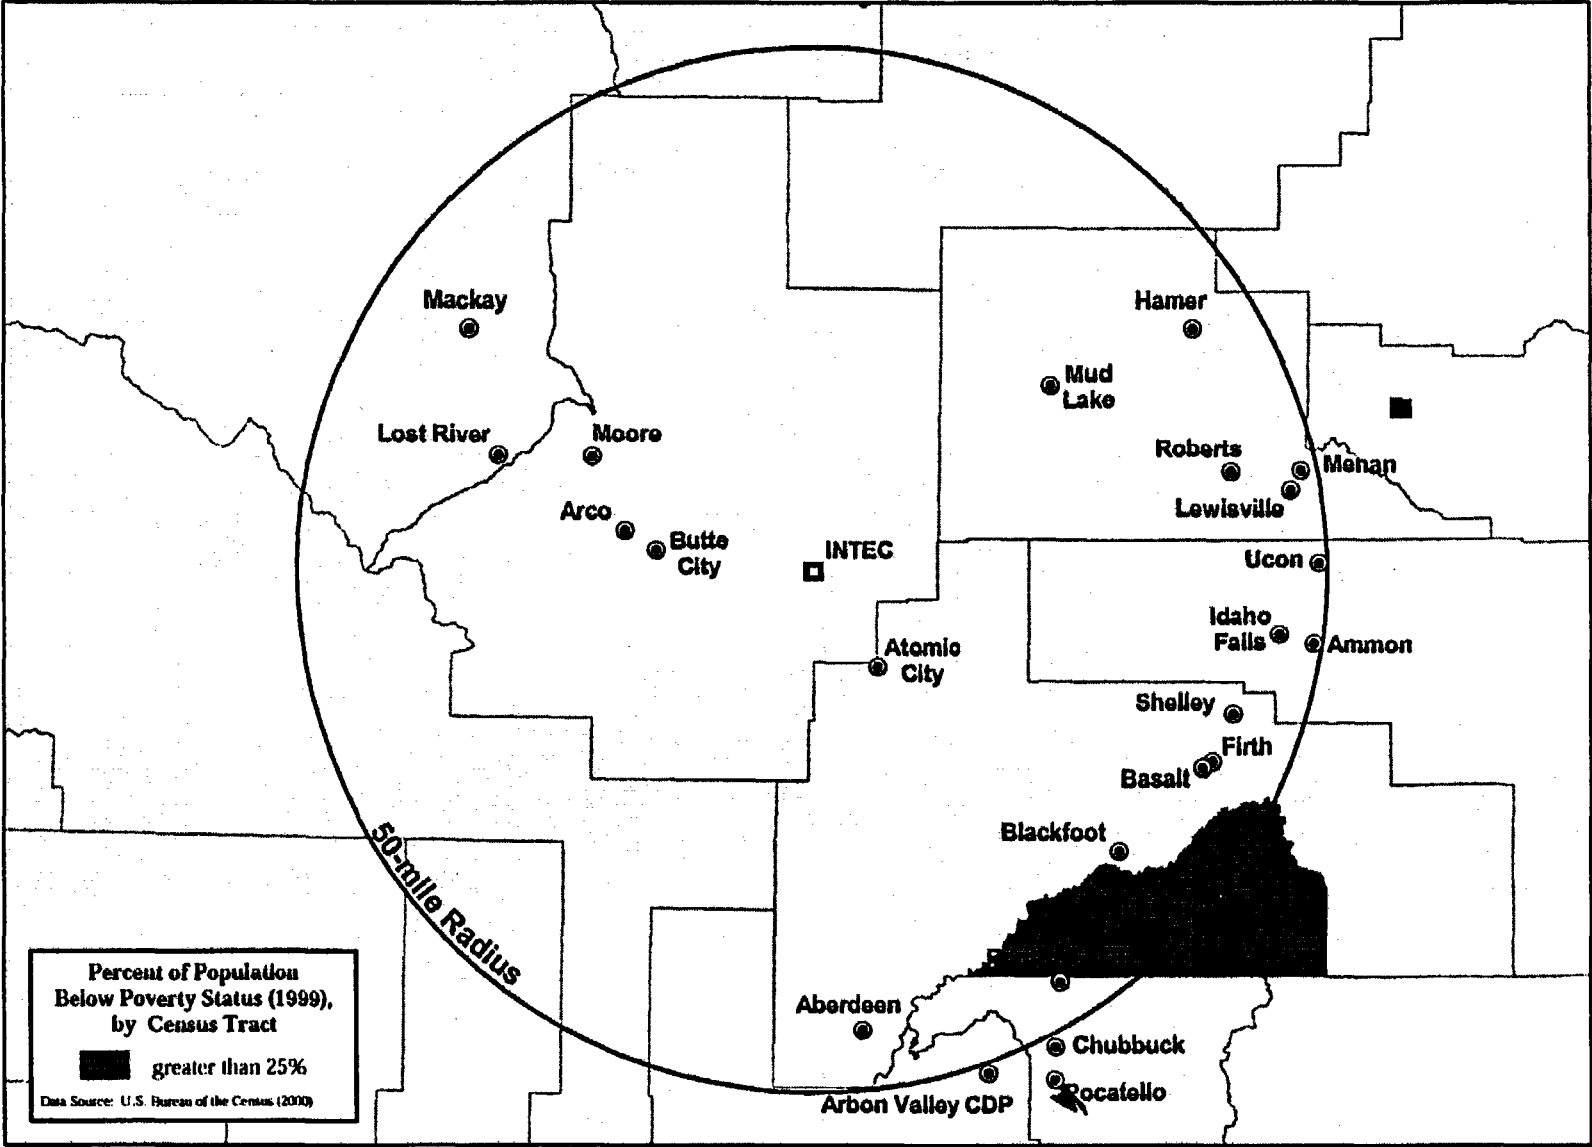 Mackay
Hamer
Mud
Lake
Lost River
Moore
Roberts
Menan
Lewisville
Arco
Butte
City
INTEC
Ucon
Idaho
Falls
Ammon
Atomic
City
Shelley
Firth
Basalt
Blackfoot
50-mile Radius
Percent of Population
Below Poverty Status (1999),
by Census Tract
greater than 25%
Data Source: U.S. Bureau of the Census (2000)
Aberdeen
Chubbuck
Pocatello
Arbon Valley CDP